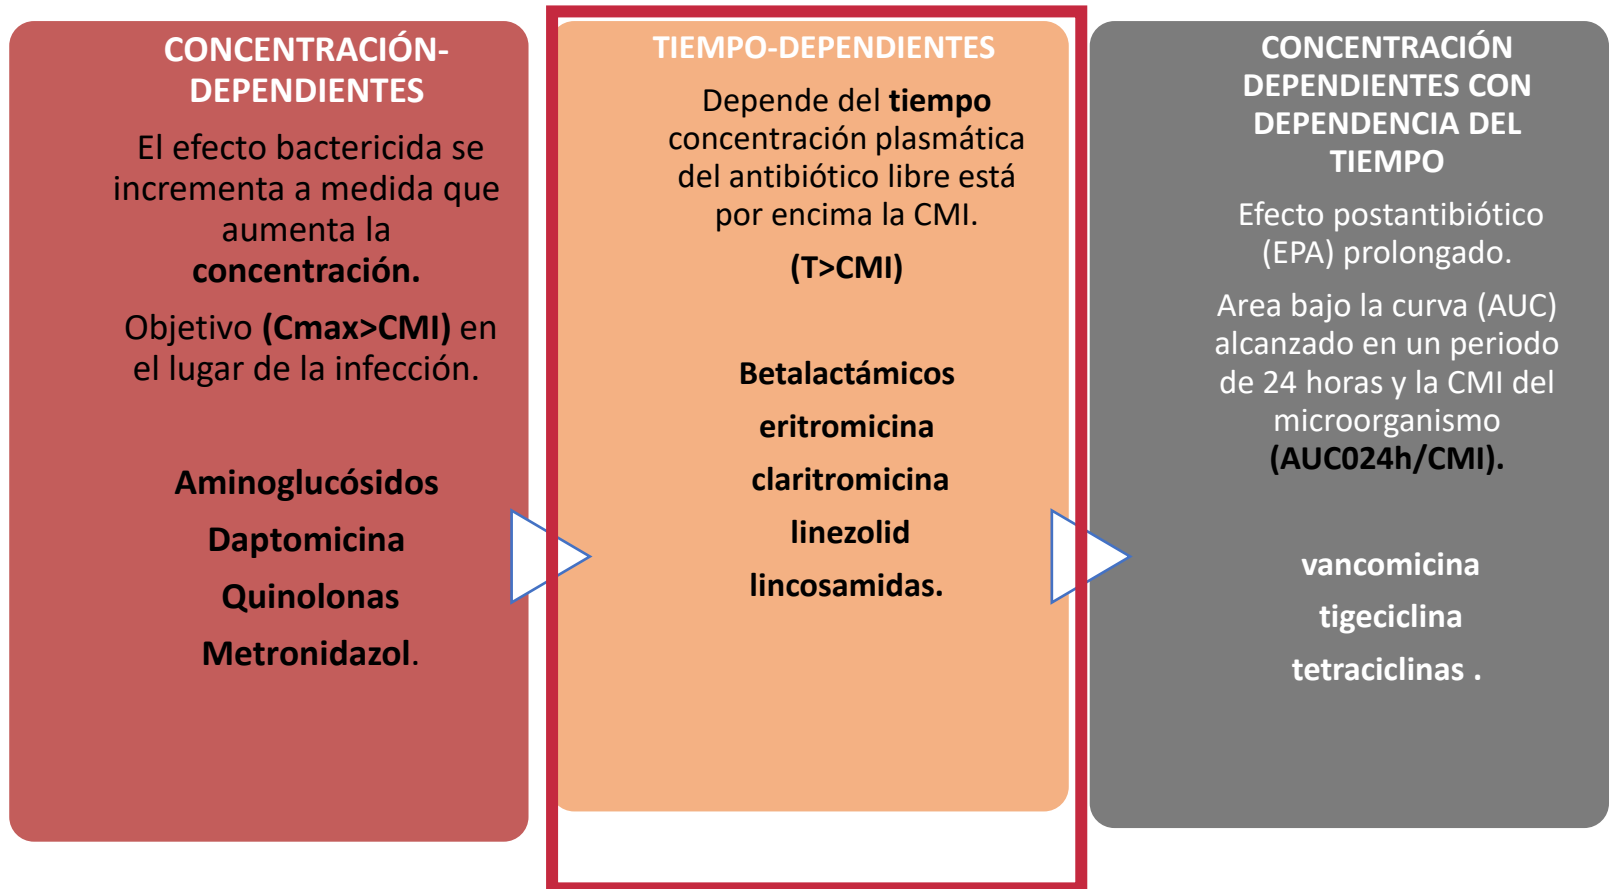 CONCENTRACIÓN-
DEPENDIENTES
El efecto bactericida se
incrementa a medida que
aumenta la
concentración.
Objetivo (Cmax>CMI) en
el lugar de la infección.
Aminoglucósidos
Daptomicina
Quinolonas
Metronidazol.
TIEMPO-DEPENDIENTES
Depende del tiempo
concentración plasmática
del antibiótico libre está
por encima la CMI.
(T>CMI)
Betalactámicos
eritromicina
claritromicina
linezolid
lincosamidas.
CONCENTRACIÓN
DEPENDIENTES CON
DEPENDENCIA DEL
TIEMPO
Efecto postantibiótico
(EPA) prolongado.
Area bajo la curva (AUC)
alcanzado en un periodo
de 24 horas y la CMI del
microorganismo
(AUC024h/CMI).
vancomicina
tigeciclina
tetraciclinas .